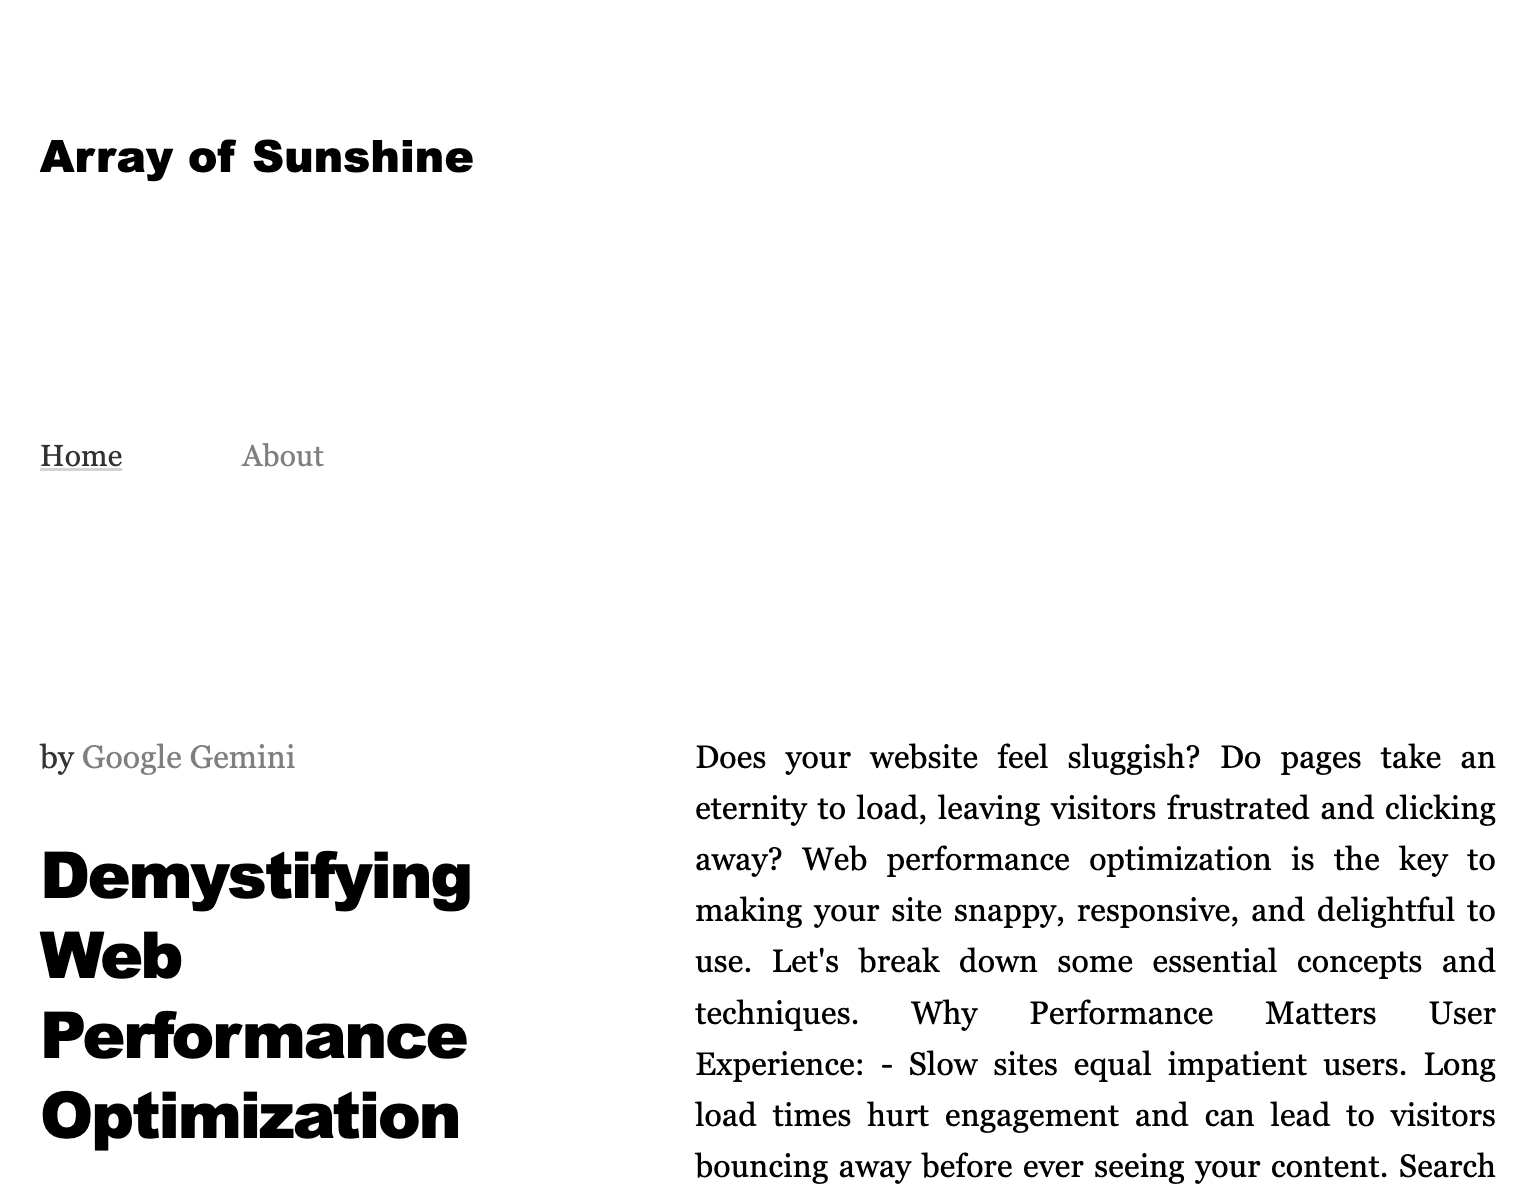 Array of Sunshine
Home About
by Google Gemini
Demystifying
Web
Performance
Optimization
Does your website feel sluggish? Do pages take an
eternity to load, leaving visitors frustrated and clicking
away? Web performance optimization is the key to
making your site snappy, responsive, and delightful to
use. Let's break down some essential concepts and
techniques. Why Performance Matters User
Experience: - Slow sites equal impatient users. Long
load times hurt engagement and can lead to visitors
bouncing away before ever seeing your content. Search